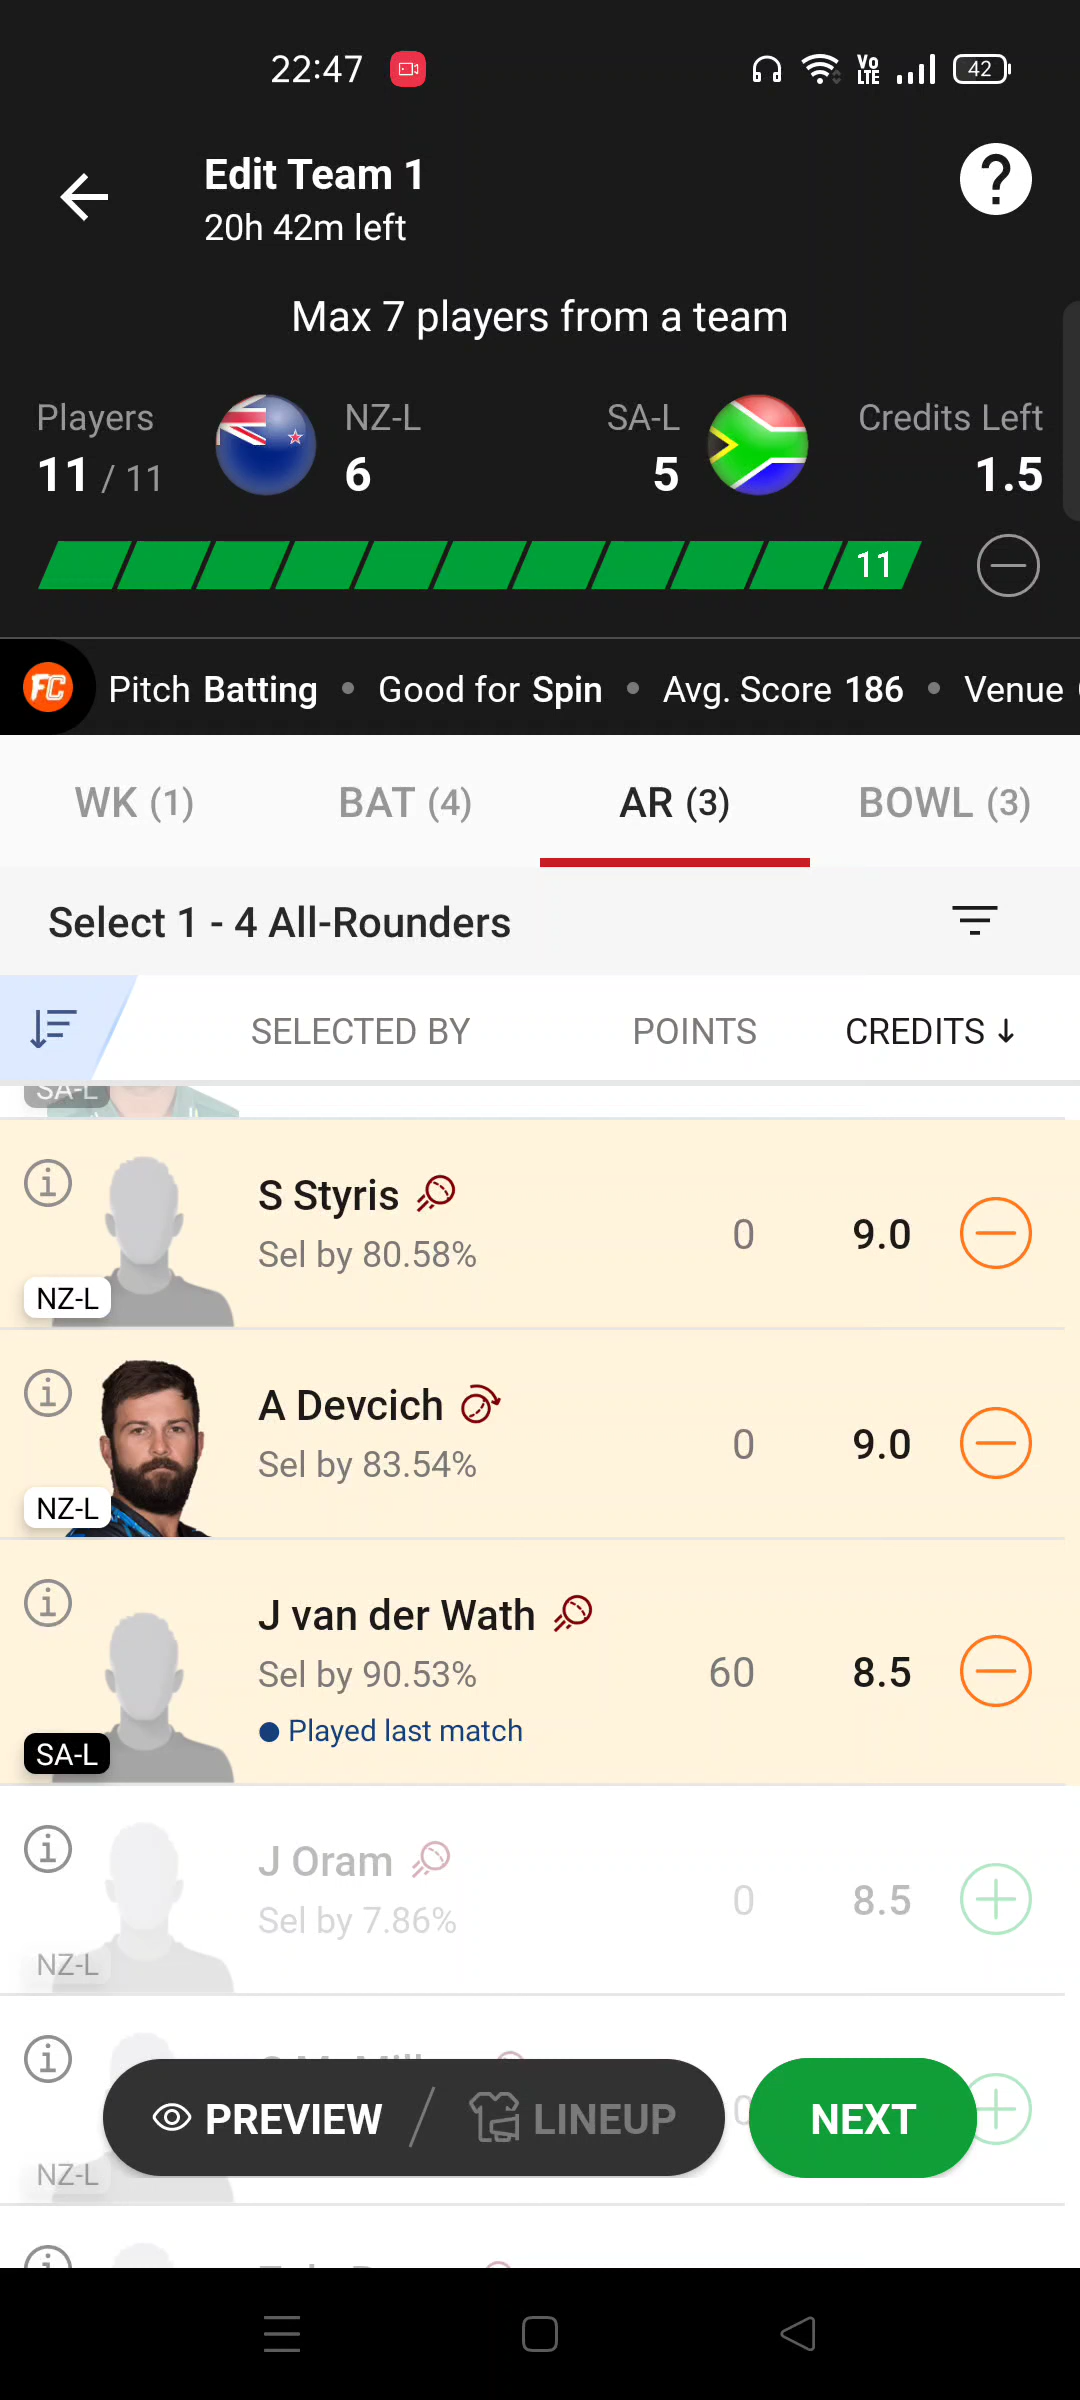 22:47
Vo
LTE
42
Edit Team 1
20h 42m left
?
Max 7 players from a team
Players
NZ-L
SA-L
Credits Left
11 / 11
6
5
1.5
11
FC Pitch Batting • Good for Spin • Avg. Score 186 • Venue
WK (1)
BAT (4)
AR (3)
BOWL (3)
Select 1 - 4 All-Rounders
SELECTED BY
POINTS
CREDITS ↓
SA-L
S Styris
Sel by 80.58%
0
9.0
NZ-L
A Devcich
Sel by 83.54%
0
9.0
NZ-L
J van der Wath
Sel by 90.53%
60
8.5
Played last match
SA-L
J Oram
Sel by 7.86%
0
8.5
NZ-L
PREVIEW
LINEUP
0
NEXT
NZ-L